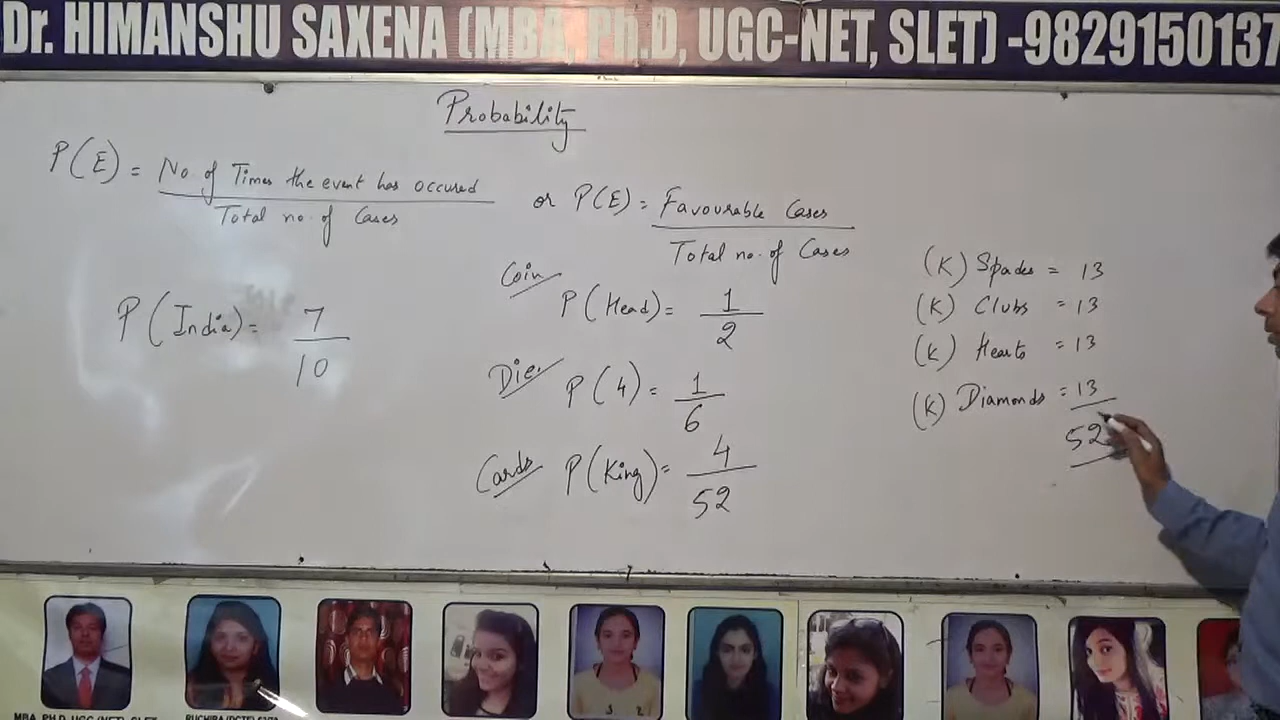 Dr. HIMANSHU SAXENA (MBA, Ph.D, UGC-NET, SLET) -9829150137
Probability
P(E) = No of Times the event has occured
Total no. of Cases
or P(E) = Favourable Cases
Total no. of Cases
P(India) = 7
10
Coin
P(Head) = 1
2
Die
P(4) = 1
6
Cards P(King) = 4
52
(K) Spades = 13
(K) Clubs = 13
(K) Hearts = 13
(K) Diamonds = 13
52